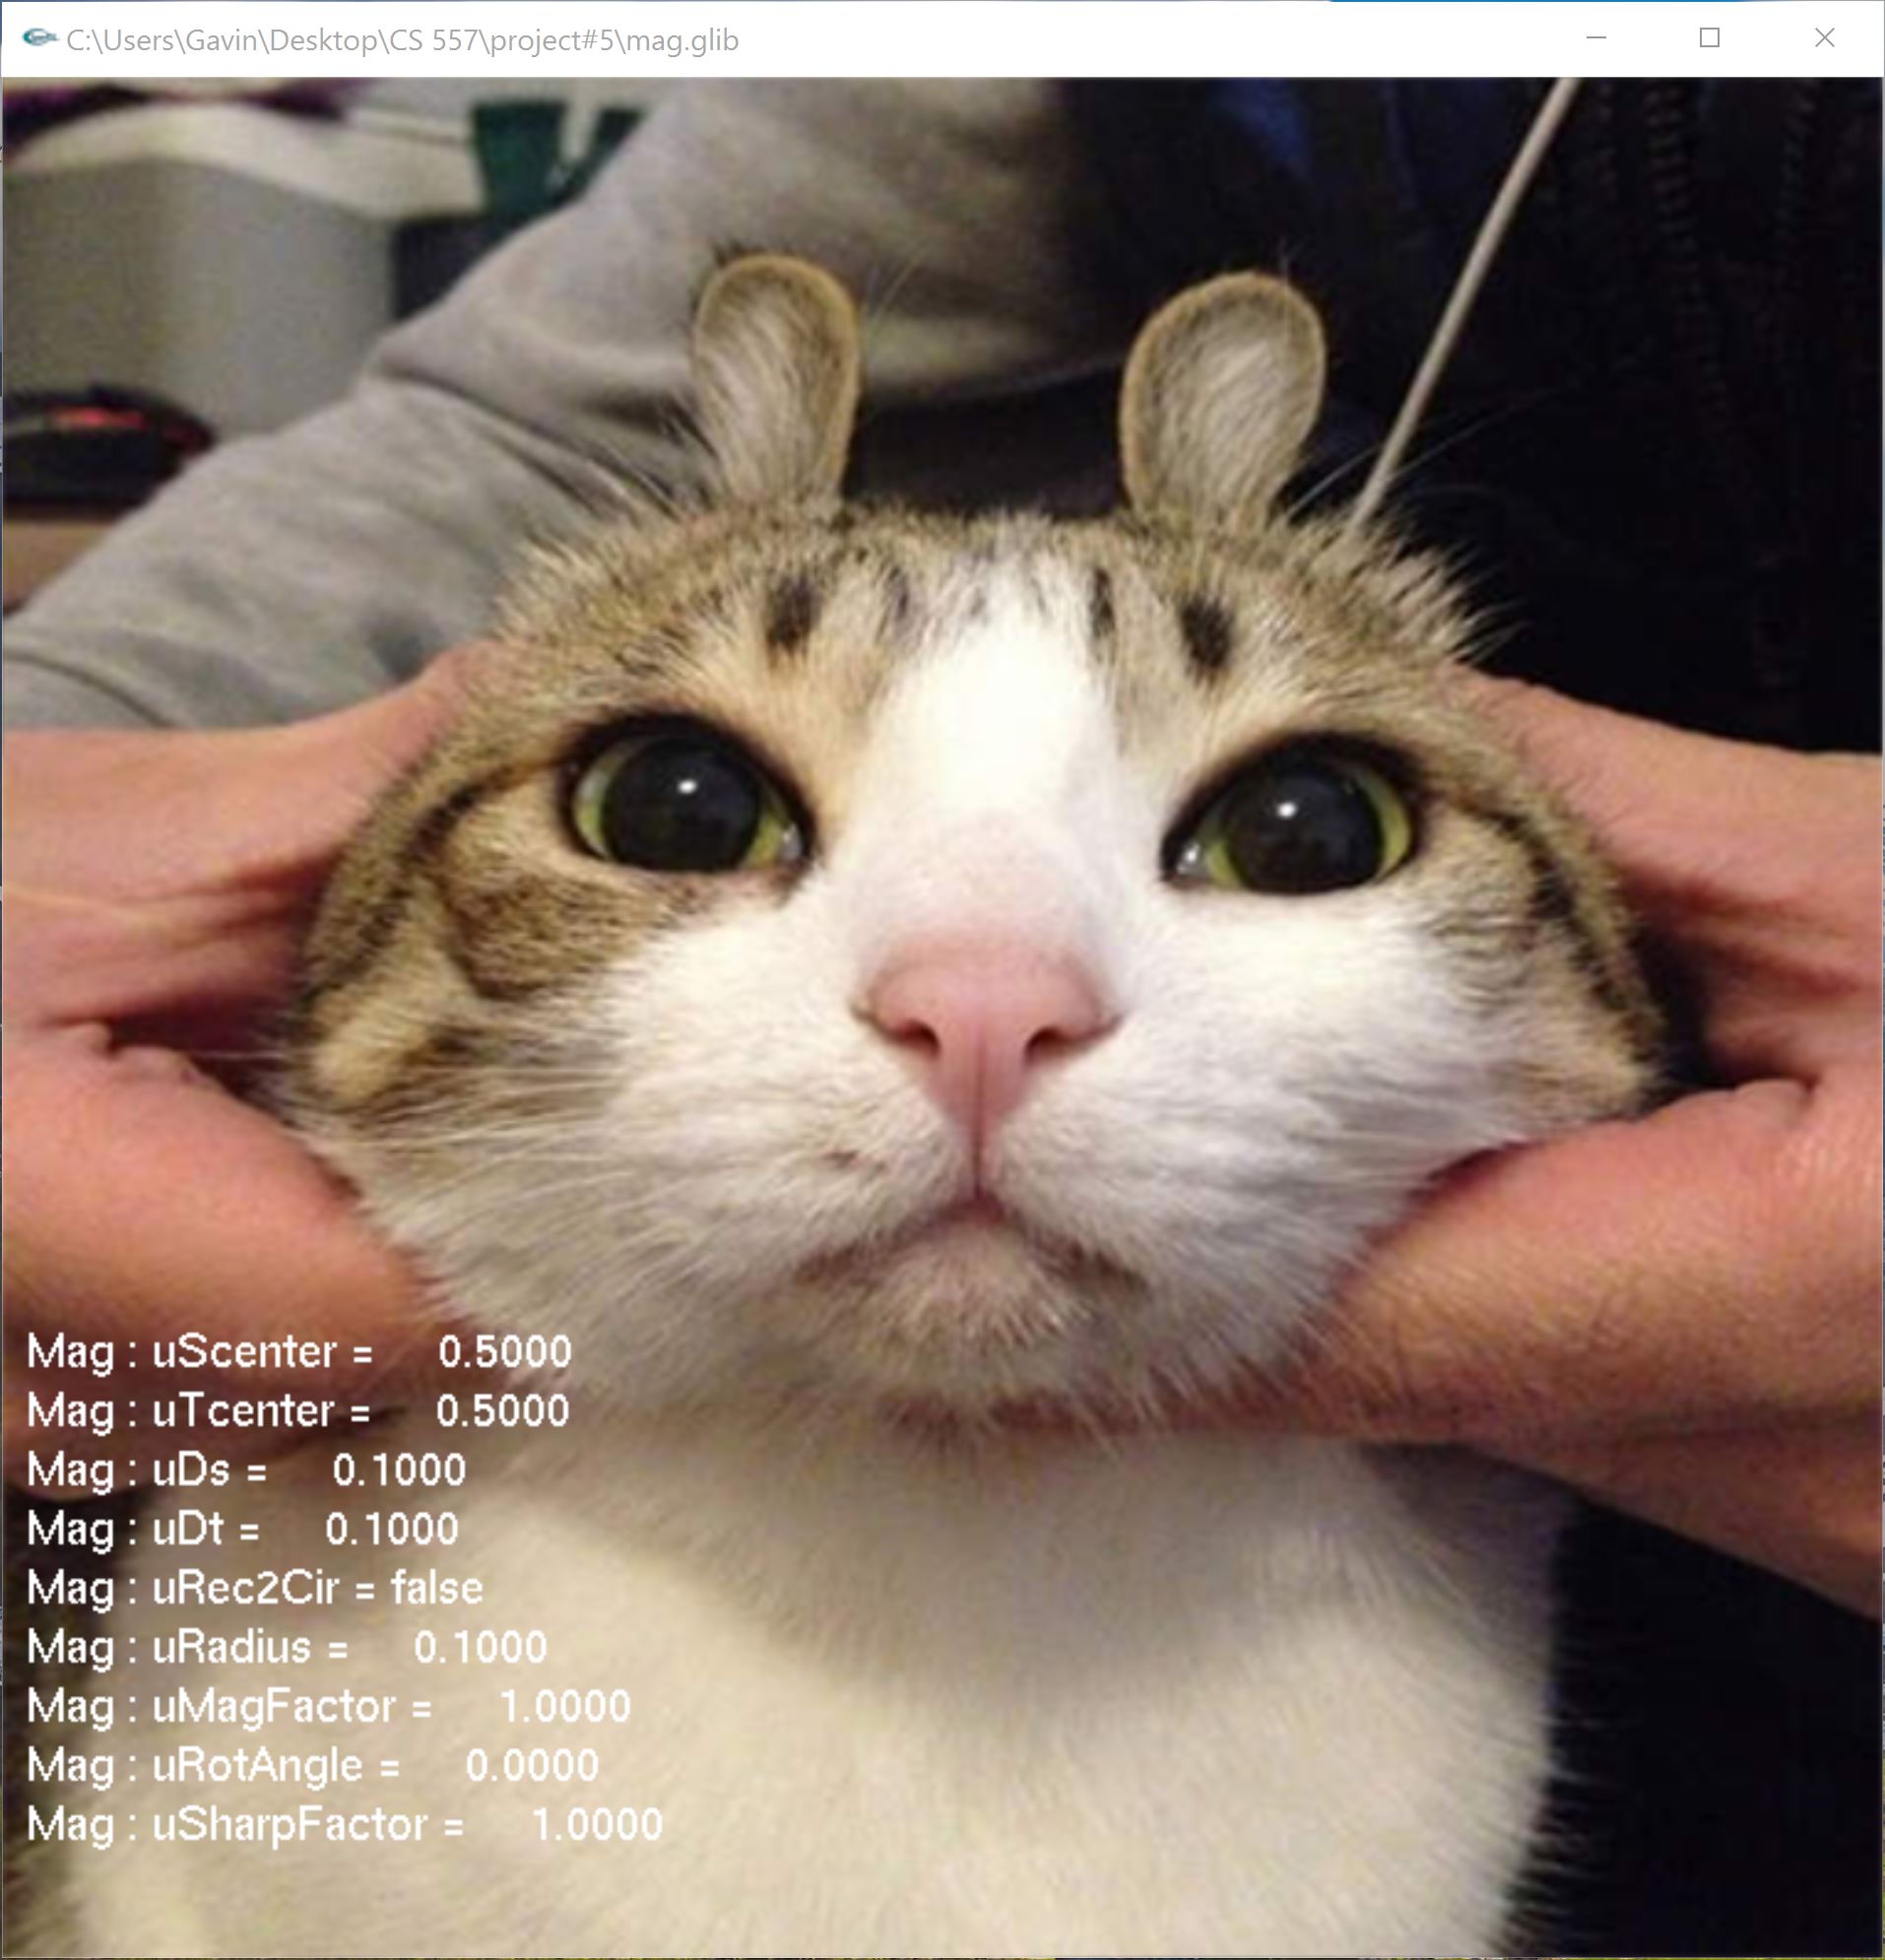 C:\Users\Gavin\Desktop\CS 557\project#5\mag.glib
Mag : uScenter = 0.5000
Mag : uTcenter = 0.5000
Mag : uDs = 0.1000
Mag : uDt = 0.1000
Mag : uRec2Cir = false
Mag : uRadius = 0.1000
Mag : uMagFactor = 1.0000
Mag : uRotAngle = 0.0000
Mag : uSharpFactor = 1.0000